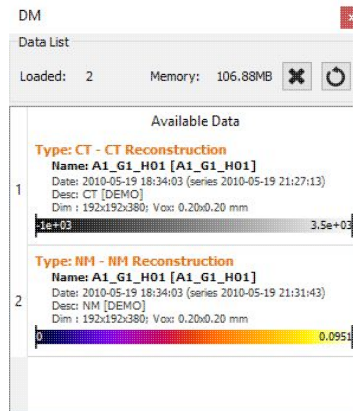 DM
Data List
Loaded: 2 Memory: 106.88MB
Available Data
1
Type: CT - CT Reconstruction
Name: A1_G1_H01 [A1_G1_H01]
Date: 2010-05-19 18:34:03 (series 2010-05-19 21:27:13)
Desc: CT [DEMO]
Dim : 192x192x380; Vox: 0.20x0.20 mm
-1e+03 3.5e+03
2
Type: NM - NM Reconstruction
Name: A1_G1_H01 [A1_G1_H01]
Date: 2010-05-19 18:34:03 (series 2010-05-19 21:31:43)
Desc: NM [DEMO]
Dim : 192x192x380; Vox: 0.20x0.20 mm
0 0.0951